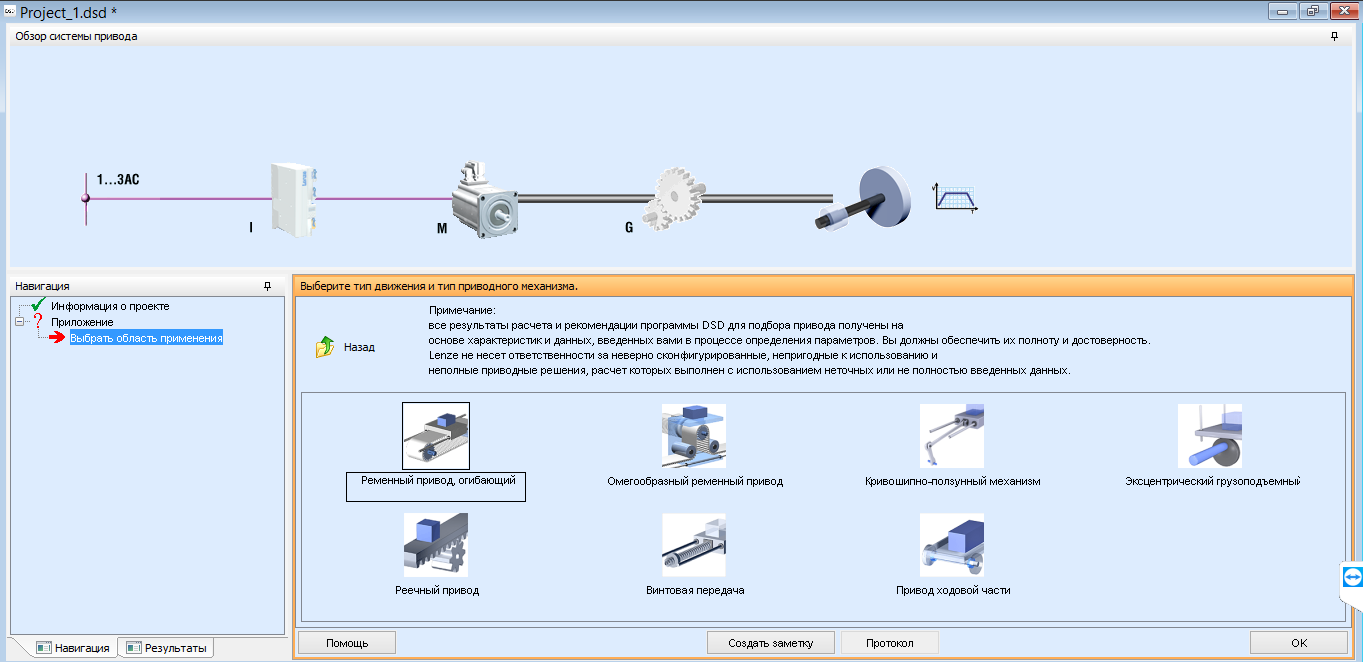 Project_1.dsd *
Обзор системы привода
1...3AC
I
M
G
Навигация
Информация о проекте
Приложение
Выбрать область применения
Навигация
Результаты
Выберите тип движения и тип приводного механизма.
Назад
Примечание:
все результаты расчета и рекомендации программы DSD для подбора привода получены на
основе характеристик и данных, введенных вами в процессе определения параметров. Вы должны обеспечить их полноту и достоверность.
Lenze не несет ответственности за неверно сконфигурированные, непригодные к использованию и
неполные приводные решения, расчет которых выполнен с использованием неточных или не полностью введенных данных.
Ременный привод, огибающий
Омегообразный ременный привод
Кривошипно-ползунный механизм
Эксцентрический грузоподъемный
Реечный привод
Винтовая передача
Привод ходовой части
Помощь
Создать заметку
Протокол
OK